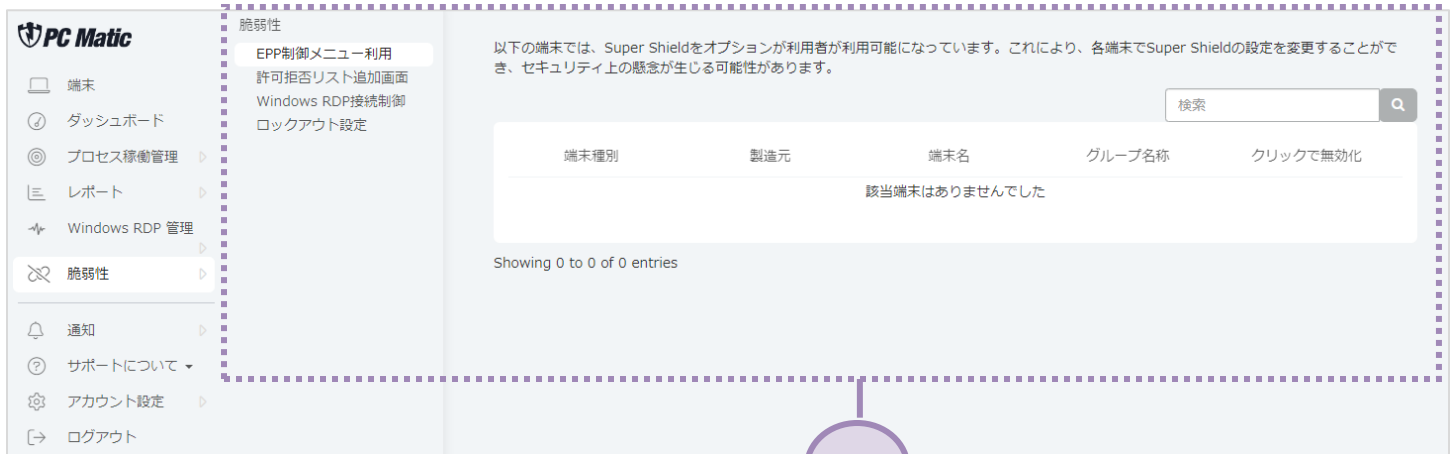 PC Matic
端末
ダッシュボード
プロセス稼働管理
レポート
Windows RDP 管理
脆弱性
通知
サポートについて
アカウント設定
ログアウト
脆弱性
EPP制御メニュー利用
許可拒否リスト追加画面
Windows RDP接続制御
ロックアウト設定
以下の端末では、Super Shieldをオプションが利用者が利用可能になっています。これにより、各端末でSuper Shieldの設定を変更することがで
き、セキュリティ上の懸念が生じる可能性があります。
検索
端末種別 製造元 端末名 グループ名称 クリックで無効化
該当端末はありませんでした
Showing 0 to 0 of 0 entries